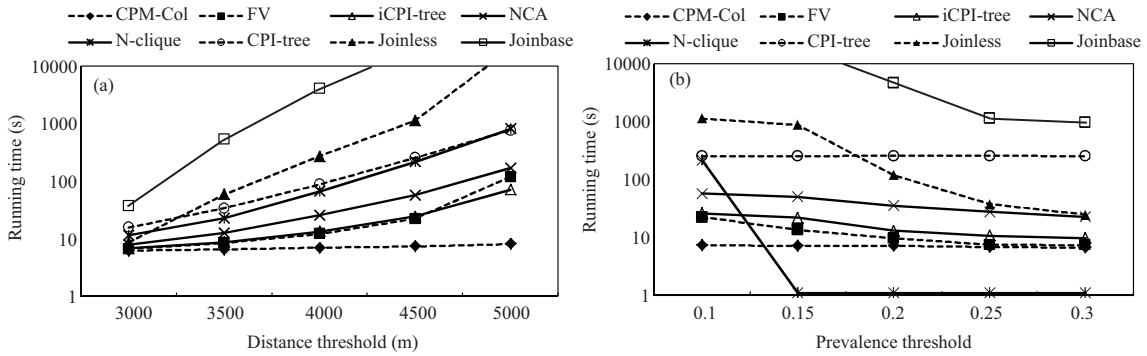 CPM-Col FV iCPI-tree NCA
N-clique CPI-tree Joinless Joinbase
10000
1000
100
10
1
(a)
Running time (s)
3000 3500 4000 4500 5000
Distance threshold (m)
CPM-Col FV iCPI-tree NCA
N-clique CPI-tree Joinless Joinbase
10000
1000
100
10
1
(b)
Running time (s)
0.1 0.15 0.2 0.25 0.3
Prevalence threshold